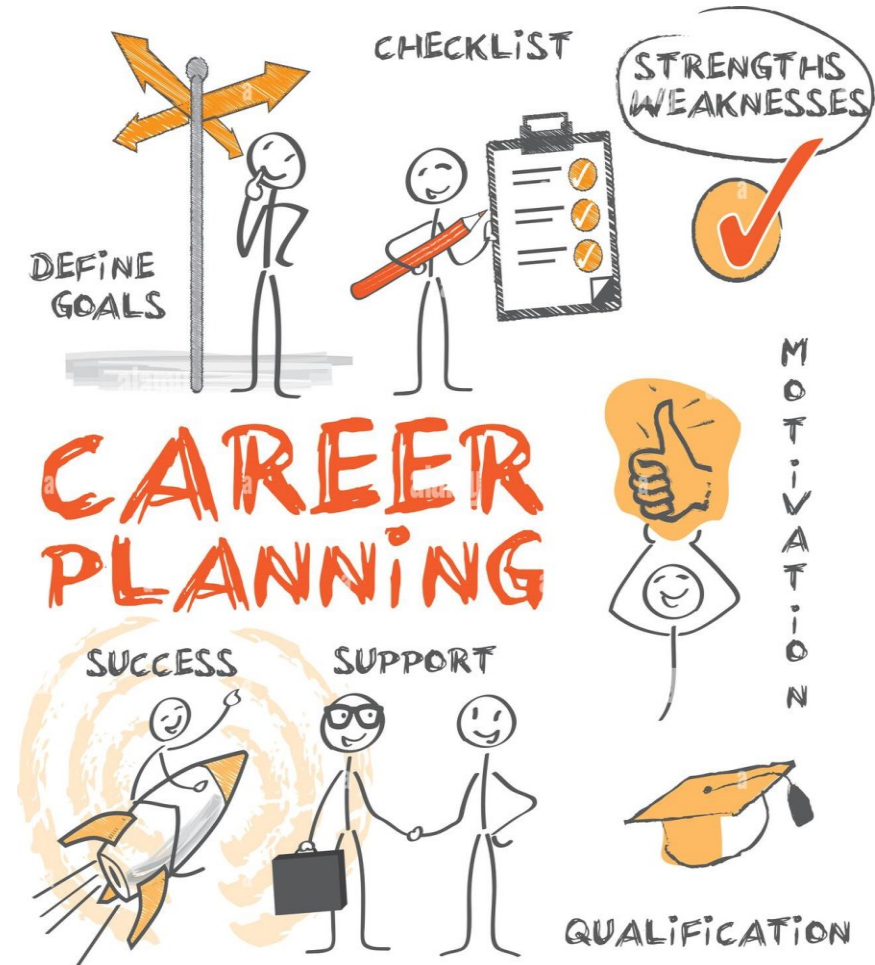 CHECKLIST
STRENGTHS
WEAKNESSES
DEFINE
GOALS
MOTIVATION
CAREER
PLANNING
SUCCESS
SUPPORT
QUALIFICATION